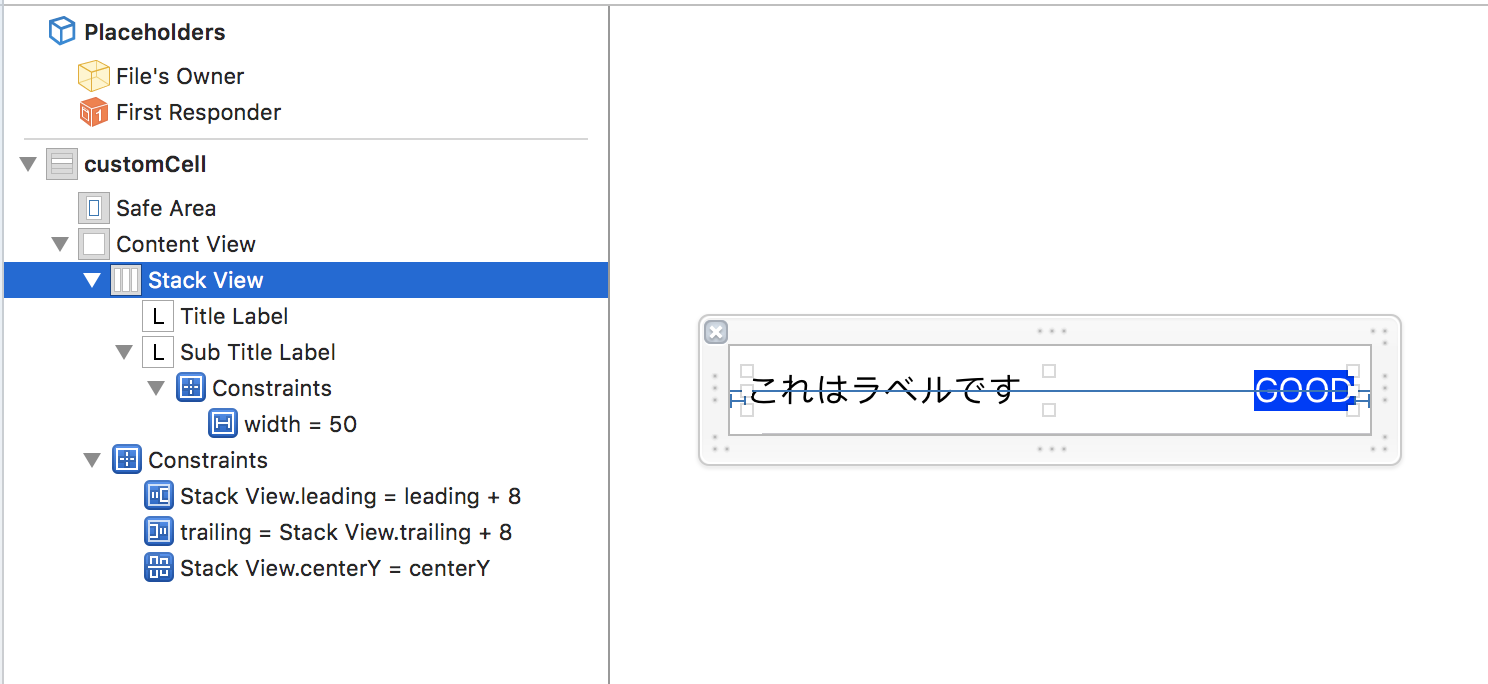 Placeholders
File's Owner
First Responder
customCell
Safe Area
Content View
Stack View
L Title Label
L Sub Title Label
Constraints
width = 50
Constraints
Stack View.leading = leading + 8
trailing = Stack View.trailing + 8
Stack View.centerY = centerY
これはラベルです GOOD